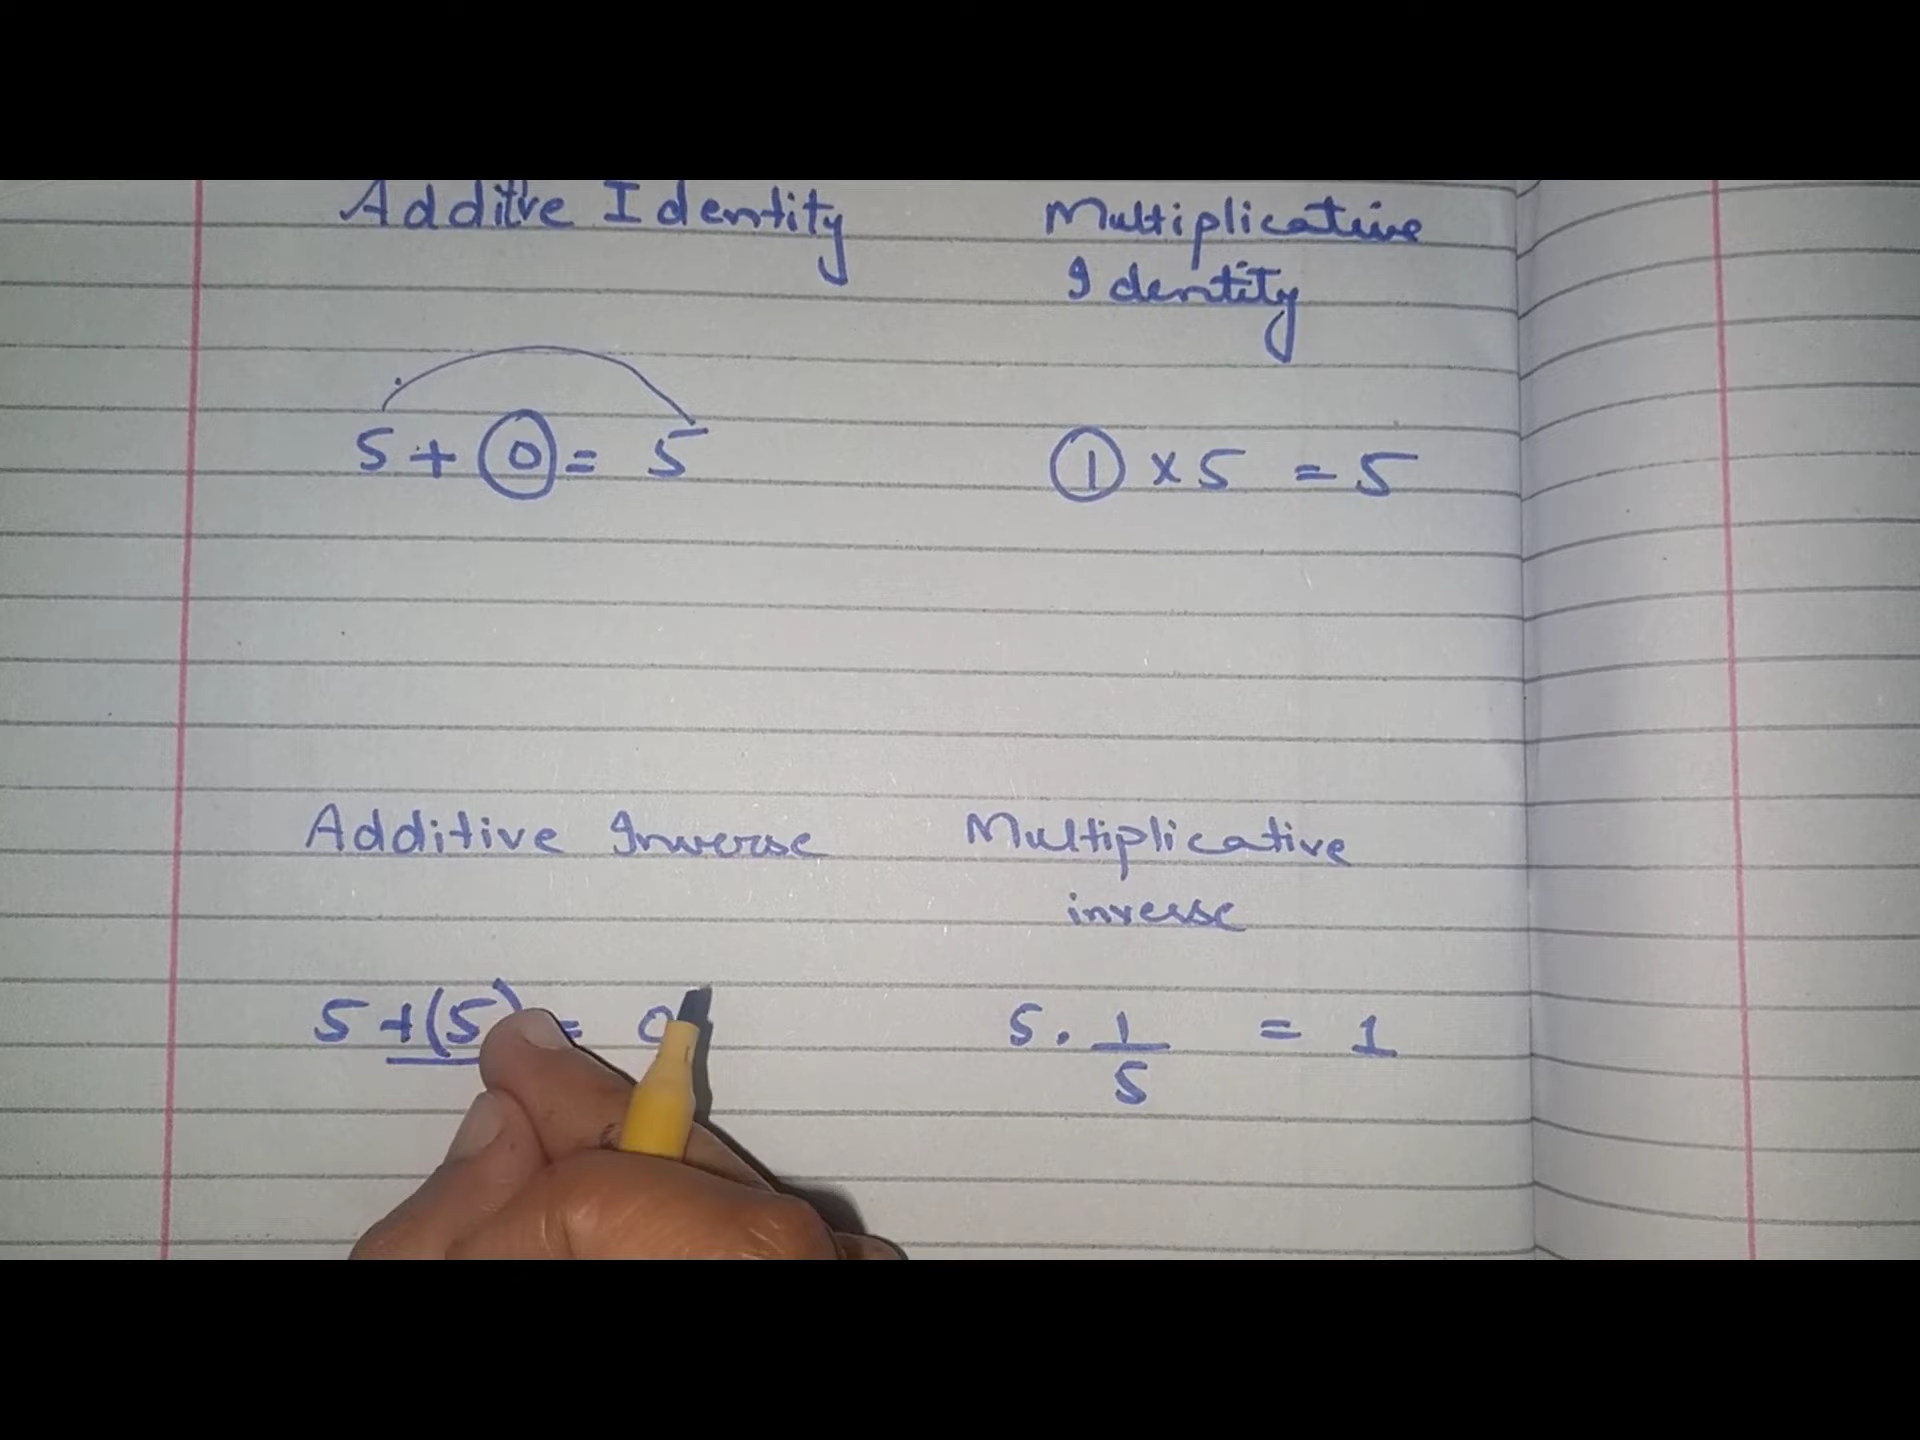 Additve Identity
Multiplicative
Identity
5 + 0 = 5
1 × 5 = 5
Additive Inverse
Multiplicative
inverse
5 + (5) = 0
5 . 1/5 = 1